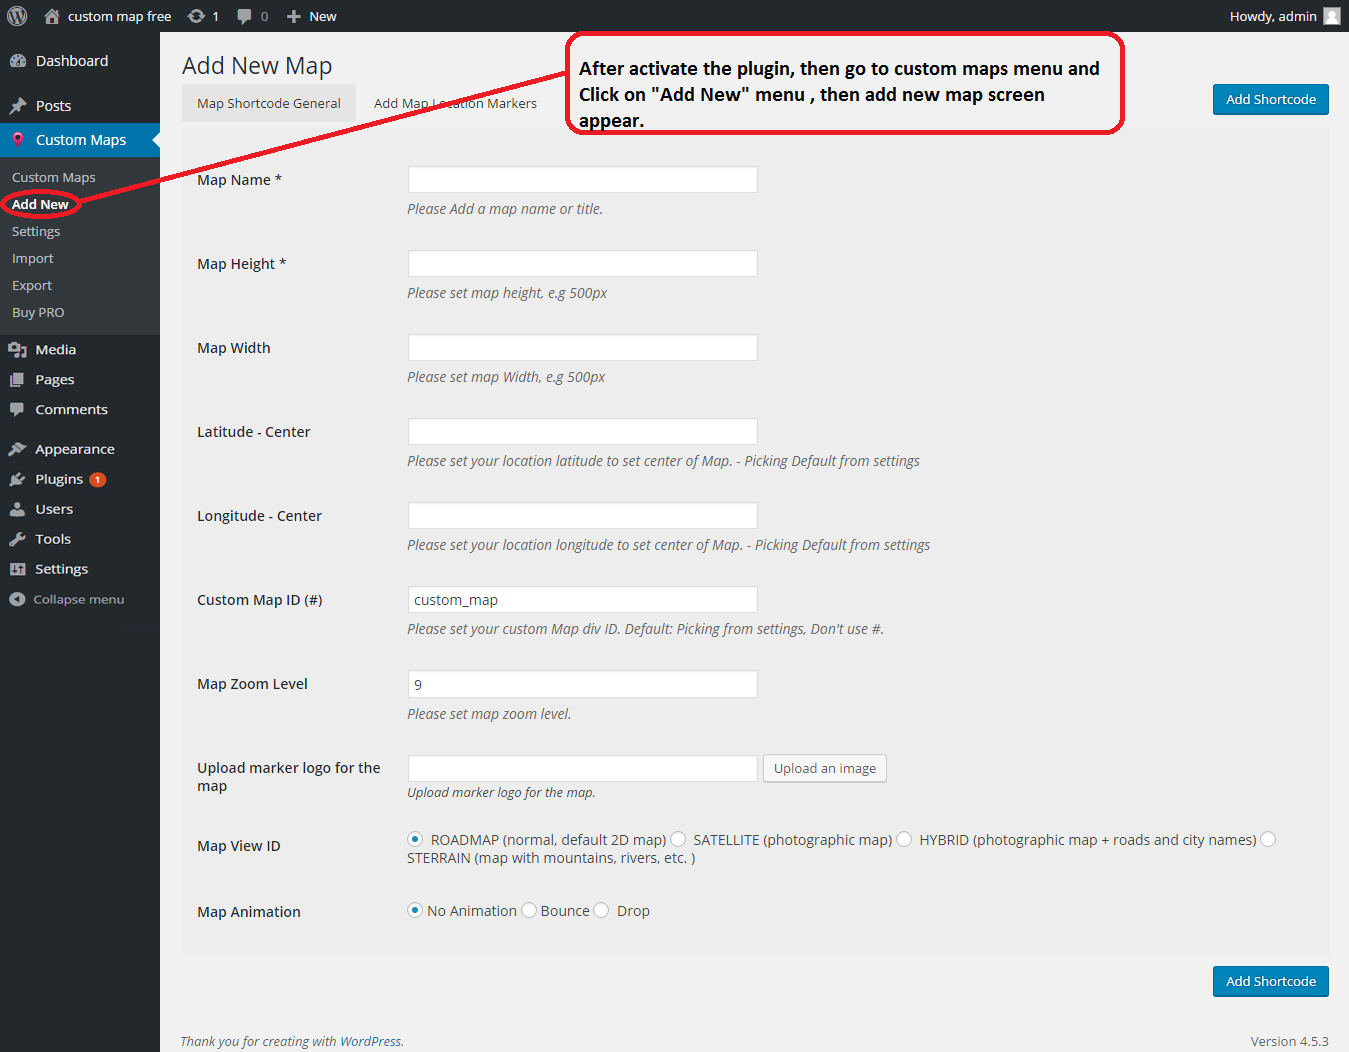 custom map free 1 0 New Howdy, admin
Dashboard
Posts
Custom Maps
Custom Maps
Add New
Settings
Import
Export
Buy PRO
Media
Pages
Comments
Appearance
Plugins 1
Users
Tools
Settings
Collapse menu
Add New Map
After activate the plugin, then go to custom maps menu and
Click on "Add New" menu , then add new map screen
appear.
Map Shortcode General Add Map Location Markers
Add Shortcode
Map Name *
Please Add a map name or title.
Map Height *
Please set map height, e.g 500px
Map Width
Please set map Width, e.g 500px
Latitude - Center
Please set your location latitude to set center of Map. - Picking Default from settings
Longitude - Center
Please set your location longitude to set center of Map. - Picking Default from settings
Custom Map ID (#) custom_map
Please set your custom Map div ID. Default: Picking from settings, Don't use #.
Map Zoom Level 9
Please set map zoom level.
Upload marker logo for the
map
Upload an image
Upload marker logo for the map.
Map View ID
ROADMAP (normal, default 2D map) SATELLITE (photographic map) HYBRID (photographic map + roads and city names)
STERRAIN (map with mountains, rivers, etc. )
Map Animation No Animation Bounce Drop
Add Shortcode
Thank you for creating with WordPress. Version 4.5.3